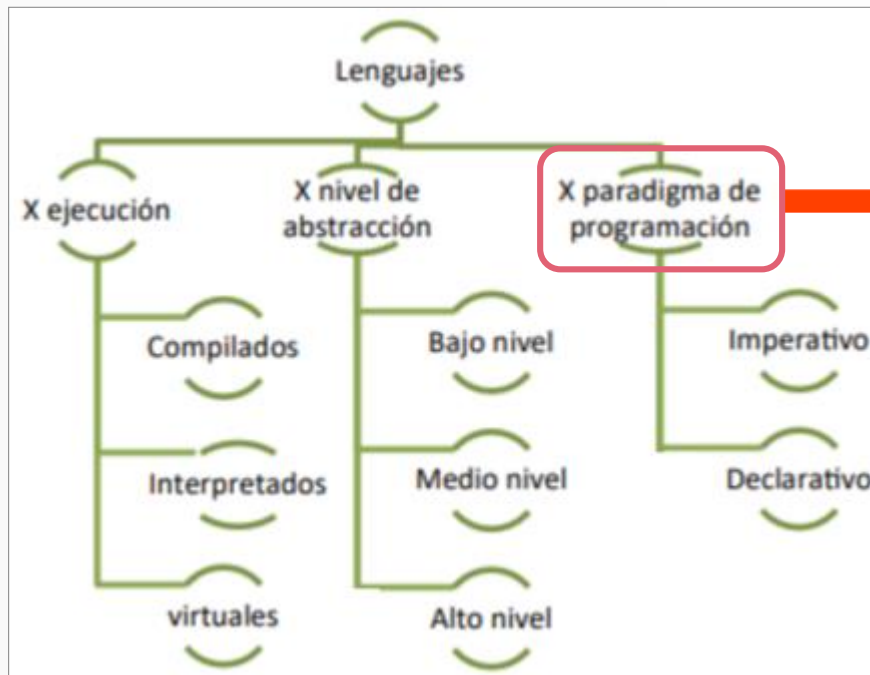 Lenguajes
X ejecución
X nivel de
abstracción
X paradigma de
programación
Compilados
Interpretados
virtuales
Bajo nivel
Medio nivel
Alto nivel
Imperativo
Declarativo